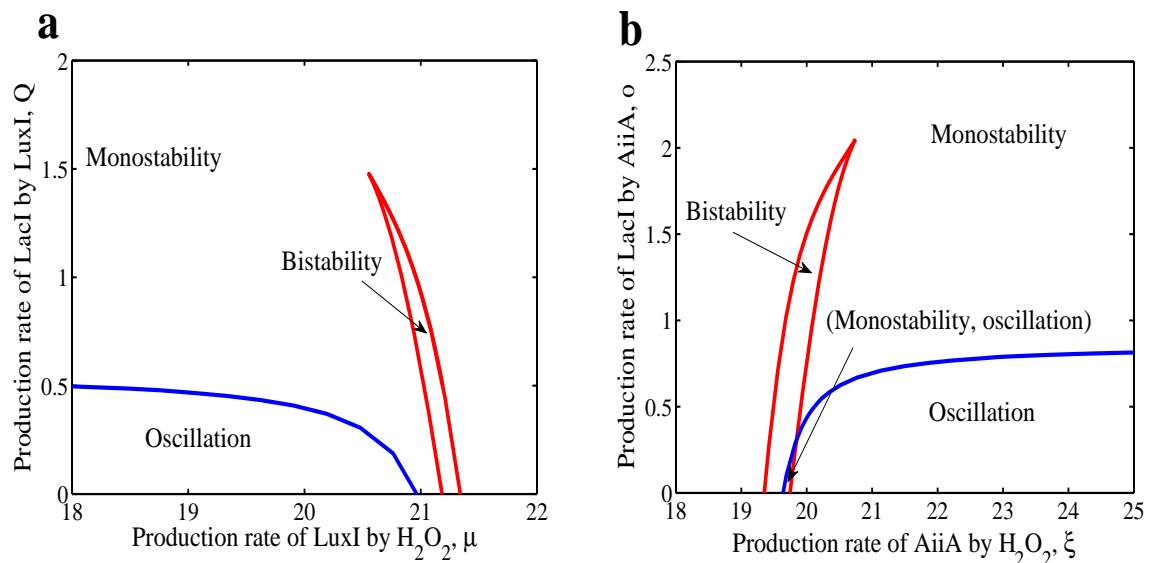 a
Production rate of LacI by LuxI, Q
2
1.5
1
0.5
0
Monostability
Bistability
Oscillation
18 19 20 21 22
Production rate of LuxI by H₂O₂, μ
b
Production rate of LacI by AiiA, o
2.5
2
1.5
1
0.5
0
Monostability
Bistability
(Monostability, oscillation)
Oscillation
18 19 20 21 22 23 24 25
Production rate of AiiA by H₂O₂, ξ